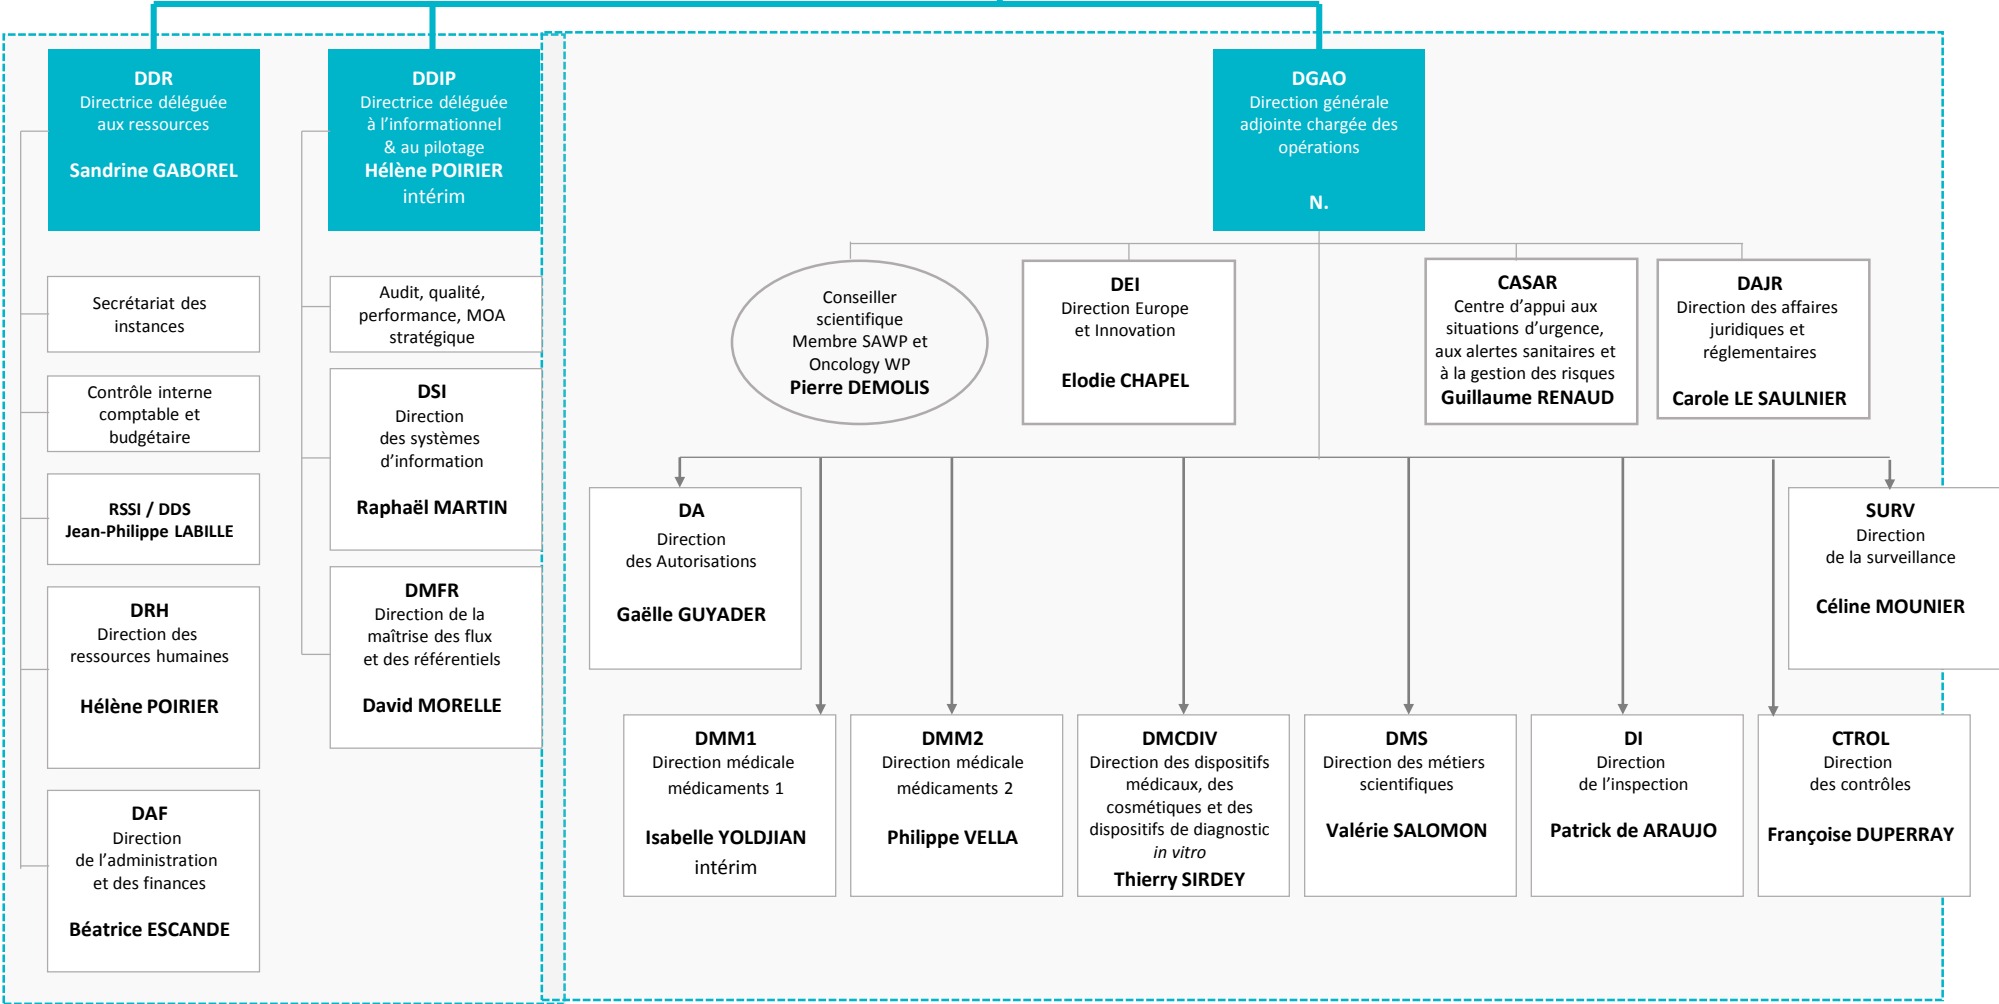 DDR
Directrice déléguée
aux ressources
Sandrine GABOREL
DDIP
Directrice déléguée
à l'informationnel
& au pilotage
Hélène POIRIER
intérim
DGAO
Direction générale
adjointe chargée des
opérations
N.
Secrétariat des
instances
Contrôle interne
comptable et
budgétaire
RSSI / DDS
Jean-Philippe LABILLE
DRH
Direction des
ressources humaines
Hélène POIRIER
DAF
Direction
de l'administration
et des finances
Béatrice ESCANDE
Audit, qualité,
performance, MOA
stratégique
DSI
Direction
des systèmes
d'information
Raphaël MARTIN
DMFR
Direction de la
maîtrise des flux
et des référentiels
David MORELLE
Conseiller
scientifique
Membre SAWP et
Oncology WP
Pierre DEMOLIS
DEI
Direction Europe
et Innovation
Elodie CHAPEL
CASAR
Centre d'appui aux
situations d'urgence,
aux alertes sanitaires et
à la gestion des risques
Guillaume RENAUD
DAJR
Direction des affaires
juridiques et
réglementaires
Carole LE SAULNIER
DA
Direction
des Autorisations
Gaëlle GUYADER
SURV
Direction
de la surveillance
Céline MOUNIER
DMM1
Direction médicale
médicaments 1
Isabelle YOLDJIAN
intérim
DMM2
Direction médicale
médicaments 2
Philippe VELLA
DMCDIV
Direction des dispositifs
médicaux, des
cosmétiques et des
dispositifs de diagnostic
in vitro
Thierry SIRDEY
DMS
Direction des métiers
scientifiques
Valérie SALOMON
DI
Direction
de l'inspection
Patrick de ARAUJO
CTROL
Direction
des contrôles
Françoise DUPERRAY